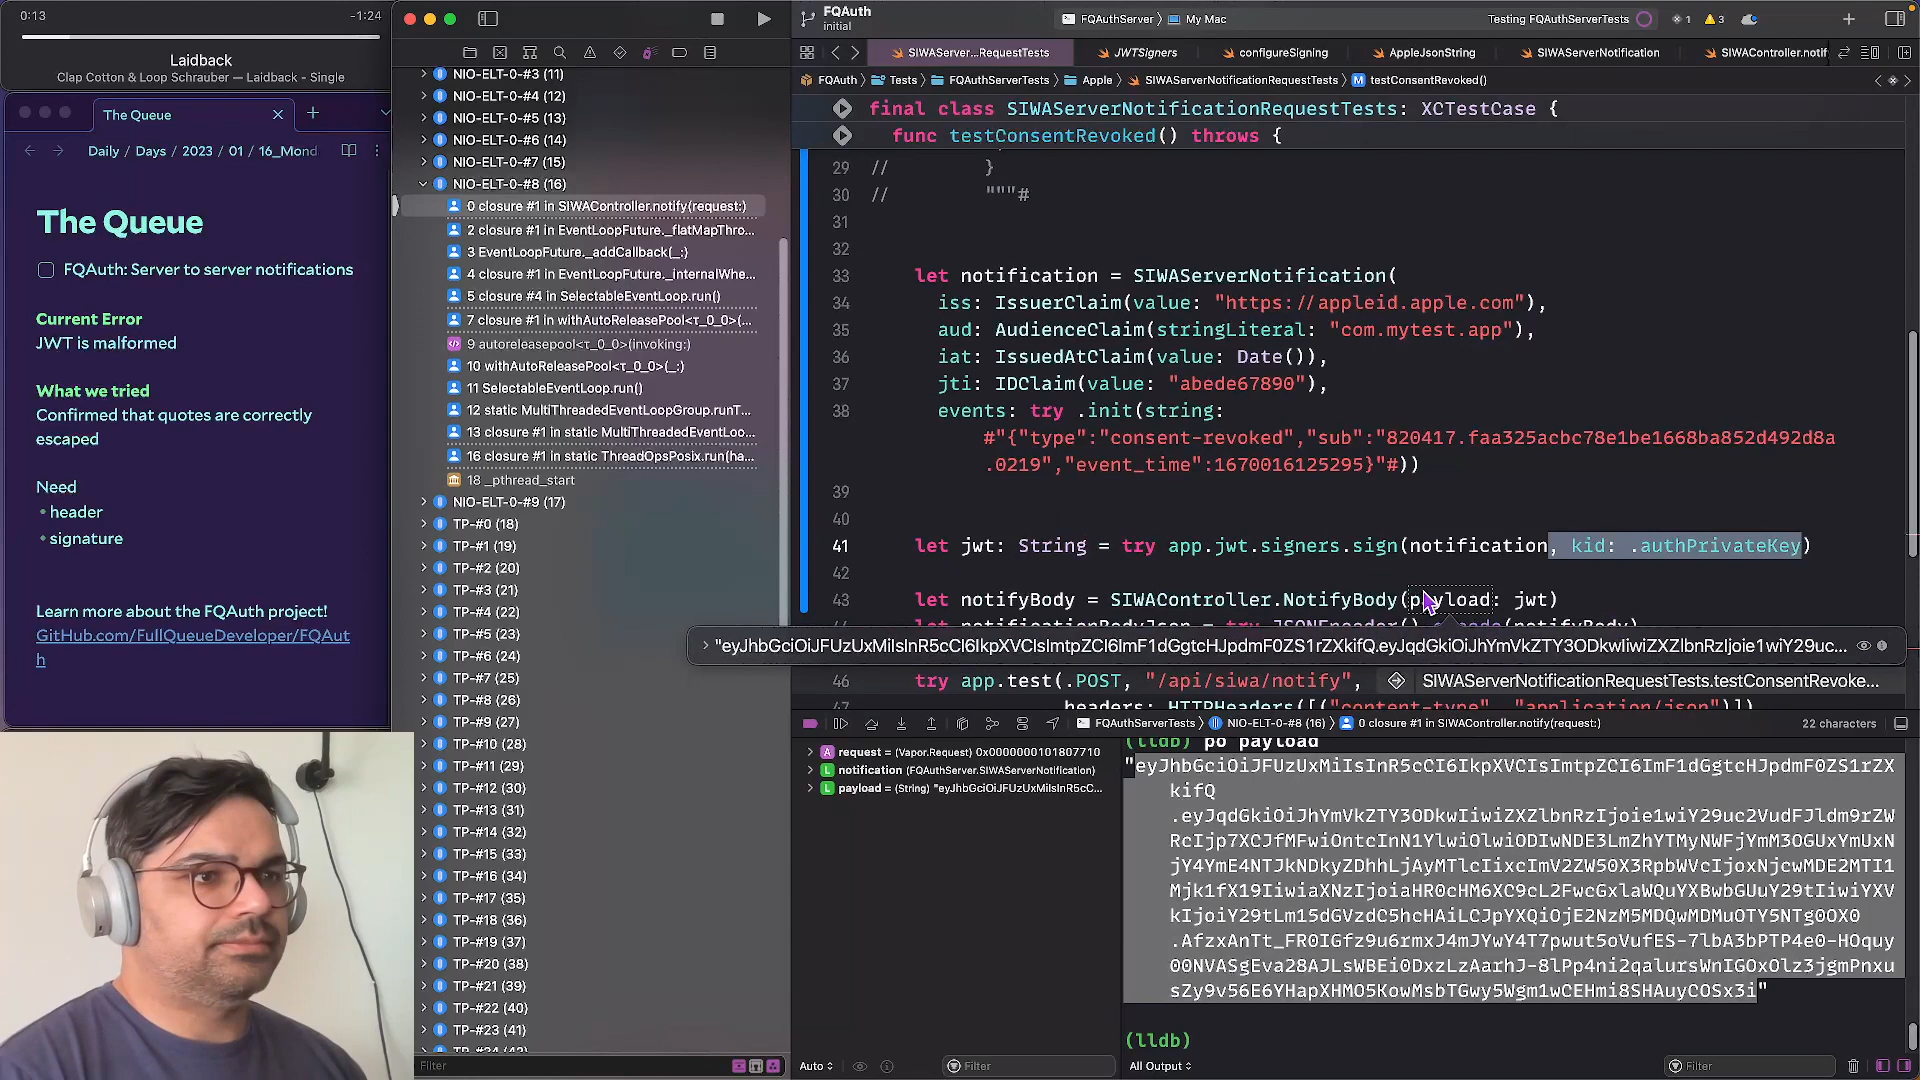 0:13
-1:24
Laidback
Clap Cotton & Loop Schrauber — Laidback - Single
The Queue
Daily / Days / 2023 / 01 / 16_Mond
The Queue
FQAuth: Server to server notifications
Current Error
JWT is malformed
What we tried
Confirmed that quotes are correctly
escaped
Need
• header
• signature
Learn more about the FQAuth project!
GitHub.com/FullQueueDeveloper/FQAut
h
NIO-ELT-0-#3 (11)
NIO-ELT-0-#4 (12)
NIO-ELT-0-#5 (13)
NIO-ELT-0-#6 (14)
NIO-ELT-0-#7 (15)
NIO-ELT-0-#8 (16)
0 closure #1 in SIWAController.notify(request:)
2 closure #1 in EventLoopFuture._flatMapThro...
3 EventLoopFuture._addCallback(_:)
4 closure #1 in EventLoopFuture._internalWhe...
5 closure #4 in SelectableEventLoop.run()
7 closure #1 in withAutoReleasePool<τ_0_0>(...
9 autoreleasepool<τ_0_0>(invoking:)
10 withAutoReleasePool<τ_0_0>(_:)
11 SelectableEventLoop.run()
12 static MultiThreadedEventLoopGroup.runT...
13 closure #1 in static MultiThreadedEventLoo...
16 closure #1 in static ThreadOpsPosix.run(ha...
18 _pthread_start
NIO-ELT-0-#9 (17)
TP-#0 (18)
TP-#1 (19)
TP-#2 (20)
TP-#3 (21)
TP-#4 (22)
TP-#5 (23)
TP-#6 (24)
TP-#7 (25)
TP-#8 (26)
TP-#9 (27)
TP-#10 (28)
TP-#11 (29)
TP-#12 (30)
TP-#13 (31)
TP-#14 (32)
TP-#15 (33)
TP-#16 (34)
TP-#17 (35)
TP-#18 (36)
TP-#19 (37)
TP-#20 (38)
TP-#21 (39)
TP-#22 (40)
TP-#23 (41)
Filter
FQAuth
initial
FQAuthServer > My Mac
Testing FQAuthServerTests
1
3
SIWAServer...RequestTests
JWTSigners
configureSigning
AppleJsonString
SIWAServerNotification
SIWAController.notif
FQAuth > Tests > FQAuthServerTests > Apple > SIWAServerNotificationRequestTests > M testConsentRevoked()
final class SIWAServerNotificationRequestTests: XCTestCase {
func testConsentRevoked() throws {
29 // }
30 // """#
31
32
33 let notification = SIWAServerNotification(
34 iss: IssuerClaim(value: "https://appleid.apple.com"),
35 aud: AudienceClaim(stringLiteral: "com.mytest.app"),
36 iat: IssuedAtClaim(value: Date()),
37 jti: IDClaim(value: "abede67890"),
38 events: try .init(string:
#"{"type":"consent-revoked","sub":"820417.faa325acbc78e1be1668ba852d492d8a
.0219","event_time":1670016125295}"#))
39
40
41 let jwt: String = try app.jwt.signers.sign(notification, kid: .authPrivateKey)
42
43 let notifyBody = SIWAController.NotifyBody(payload: jwt)
"eyJhbGciOiJFUzUxMiIsInR5cCI6IkpXVCIsImtpZCI6ImF1dGgtcHJpdmF0ZS1rZXkifQ.eyJqdGkiOiJhYmVkZTY3ODkwIiwiZXZlbnRzIjoie1wiY29uc...
46 try app.test(.POST, "/api/siwa/notify",
SIWAServerNotificationRequestTests.testConsentRevoke...
47 headers: HTTPHeaders([("content-type", "application/json")])
FQAuthServerTests > NIO-ELT-0-#8 (16) > 0 closure #1 in SIWAController.notify(request:)
22 characters
A request = (Vapor.Request) 0x0000000101807710
L notification (FQAuthServer.SIWAServerNotification)
L payload = (String) "eyJhbGciOiJFUzUxMiIsInR5cC...
(lldb) po payload
"eyJhbGciOiJFUzUxMiIsInR5cCI6IkpXVCIsImtpZCI6ImF1dGgtcHJpdmF0ZS1rZX
kifQ
.eyJqdGkiOiJhYmVkZTY3ODkwIiwiZXZlbnRzIjoie1wiY29uc2VudFJldm9rZW
RcIjp7XCJfMFwiOntcInN1YlwiOlwiODIwNDE3LmZhYTMyNWFjYmM3OGUxYmUxN
jY4YmE4NTJkNDkyZDhhLjAyMTlcIixcImV2ZW50X3RpbWVcIjoxNjcwMDE2MTI1
Mjk1fX19IiwiaXNzIjoiaHR0cHM6XC9cL2FwcGxlaWQuYXBwbGUuY29tIiwiYXV
kIjoiY29tLm15dGVzdC5hcHAiLCJpYXQiOjE2NzM5MDQwMDMuOTY5NTg0OX0
.AfzxAnTt_FR0IGfz9u6rmxJ4mJYwY4T7pwut5oVufES-7lbA3bPTP4e0-HOquy
00NVASgEva28AJLsWBEi0DxzLzAarhJ-8lPp4ni2qalursWnIGOxOlz3jgmPnxu
sZy9v56E6YHapXHMO5KowMsbTGwy5Wgm1wCEHmi8SHAuyCOSx3i"
(lldb)
Auto
Filter
All Output
Filter